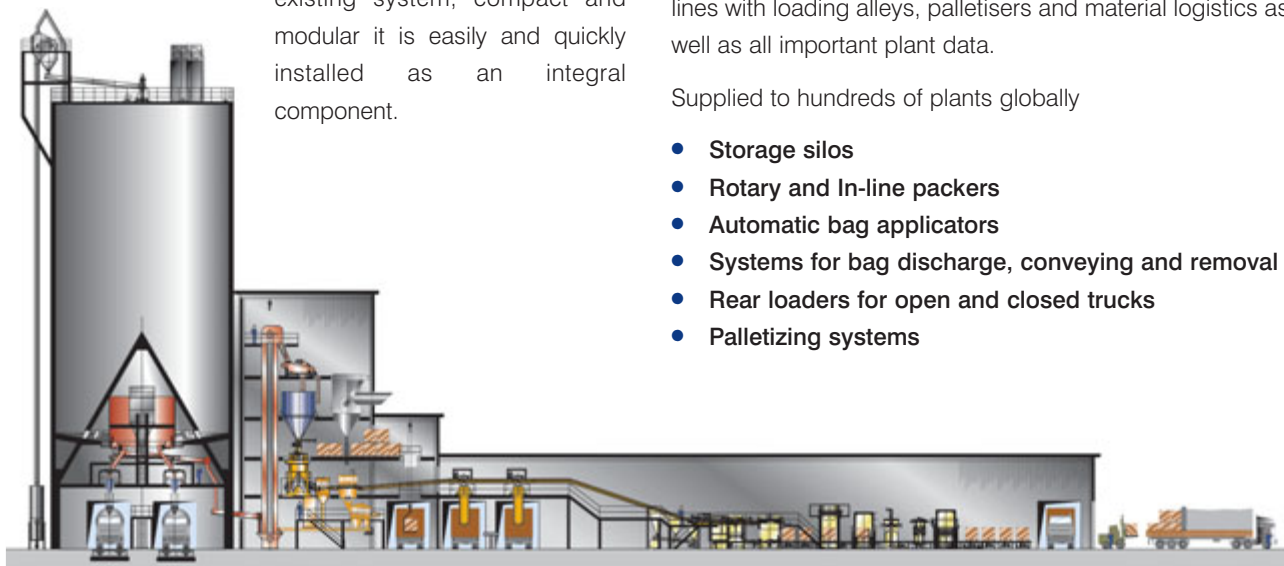 existing system, compact and
modular it is easily and quickly
installed as an integral
component.
lines with loading alleys, palletisers and material logistics as
well as all important plant data.
Supplied to hundreds of plants globally
● Storage silos
● Rotary and In-line packers
● Automatic bag applicators
● Systems for bag discharge, conveying and removal
● Rear loaders for open and closed trucks
● Palletizing systems